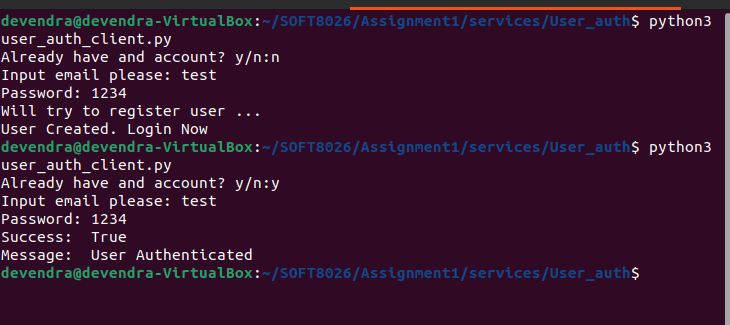 devendra@devendra-VirtualBox:~/SOFT8026/Assignment1/services/User_auth$ python3
user_auth_client.py
Already have and account? y/n:n
Input email please: test
Password: 1234
Will try to register user ...
User Created. Login Now
devendra@devendra-VirtualBox:~/SOFT8026/Assignment1/services/User_auth$ python3
user_auth_client.py
Already have and account? y/n:y
Input email please: test
Password: 1234
Success:  True
Message:  User Authenticated
devendra@devendra-VirtualBox:~/SOFT8026/Assignment1/services/User_auth$